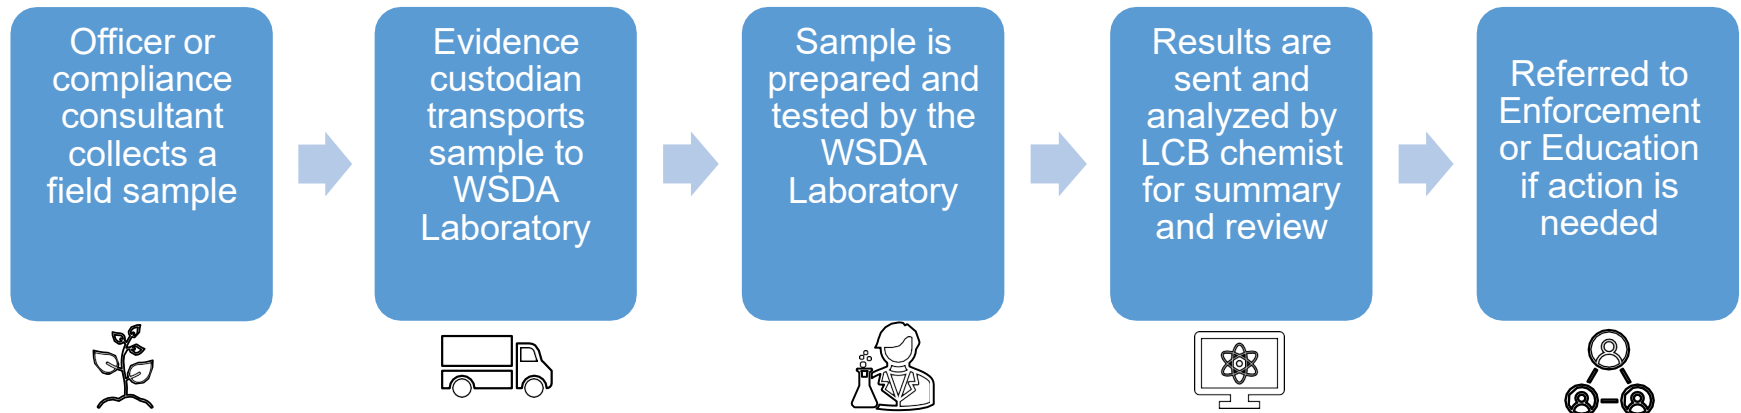 Officer or
compliance
consultant
collects a
field sample
Evidence
custodian
transports
sample to
WSDA
Laboratory
Sample is
prepared and
tested by the
WSDA
Laboratory
Results are
sent and
analyzed by
LCB chemist
for summary
and review
Referred to
Enforcement
or Education
if action is
needed